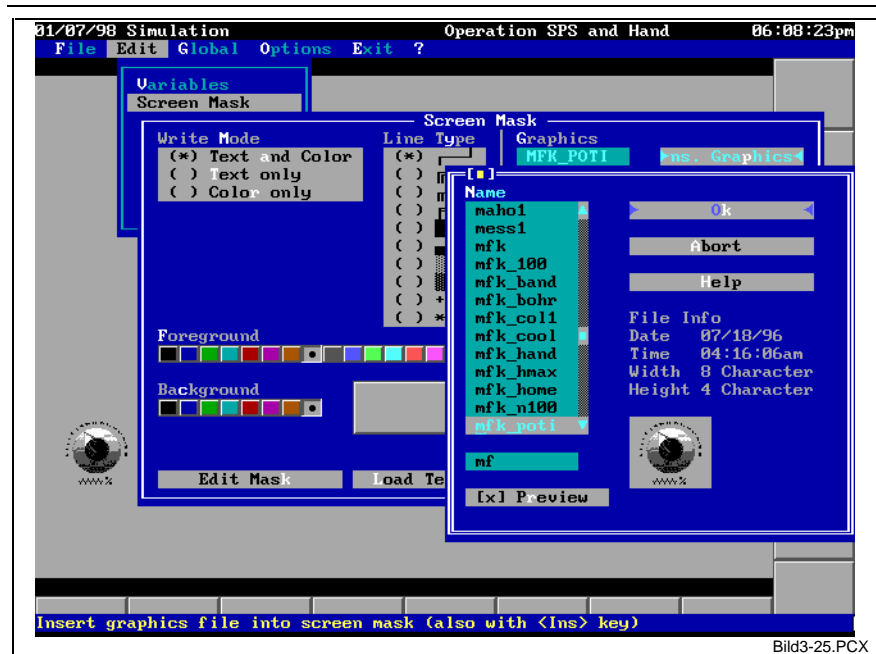 01/07/98 Simulation Operation SPS and Hand 06:08:23pm
File Edit Global Options Exit ?
Variables
Screen Mask
Screen Mask
Write Mode Line Type Graphics
(*) Text and Color (*) MFK_POTI ►ns. Graphics◄
( ) Text only ( )
( ) Color only ( )
( )
( )
( )
( )
( ) +
( ) *
Foreground
Background
Edit Mask Load Te
[■]
Name
maho1
mess1
mfk
mfk_100
mfk_band
mfk_bohr
mfk_col1
mfk_cool
mfk_hand
mfk_hmax
mfk_home
mfk_n100
mfk_poti
mf
[x] Preview
► Ok ◄
Abort
Help
File Info
Date 07/18/96
Time 04:16:06am
Width 8 Character
Height 4 Character
vvvv%
vvvv%
Insert graphics file into screen mask (also with <Ins> key)
Bild3-25.PCX